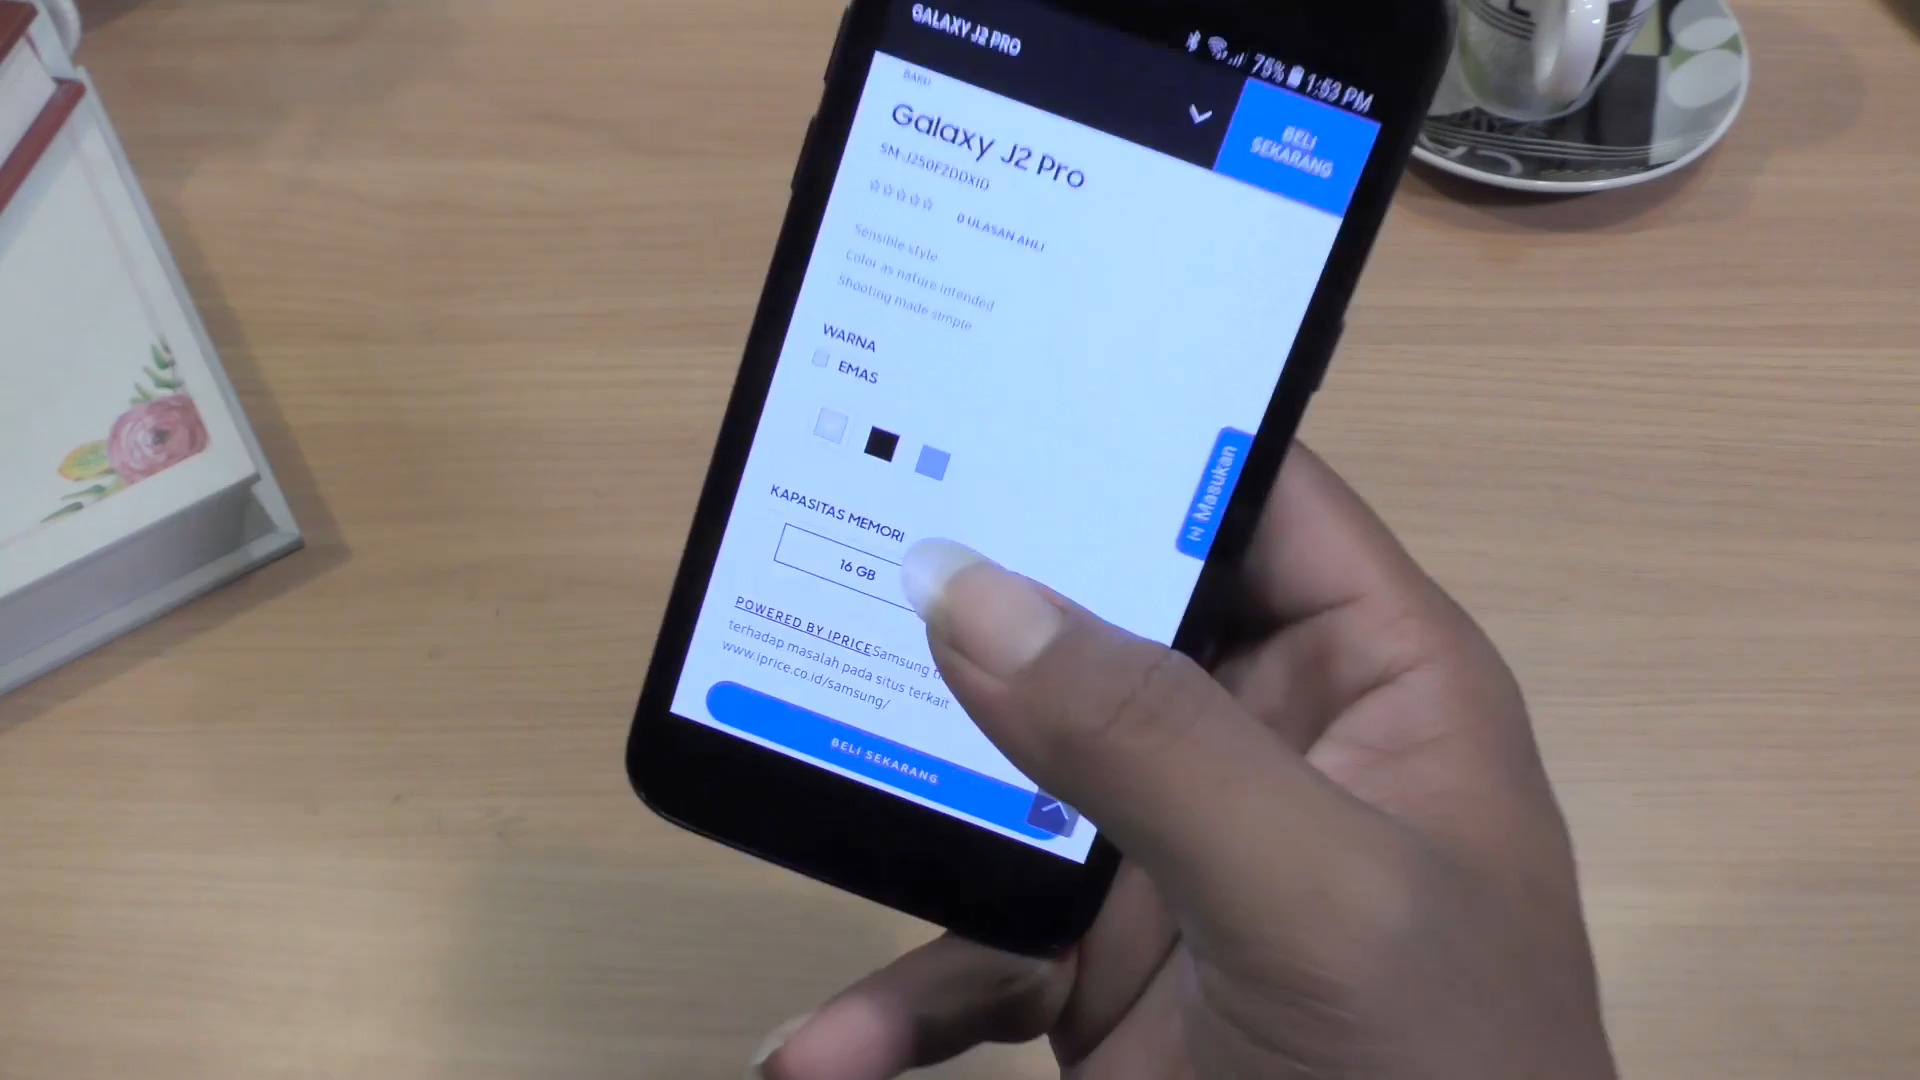 GALAXY J2 PRO
75% 1:53 PM
BELI
SEKARANG
BARU
Galaxy J2 Pro
SM-J250FZDDXID
0 ULASAN AHLI
Sensible style
Color as nature intended
Shooting made simple
WARNA
EMAS
KAPASITAS MEMORI
16 GB
[+] Masukan
POWERED BY IPRICE Samsung
terhadap masalah pada situs terkait
www.iprice.co.id/samsung/
BELI SEKARANG